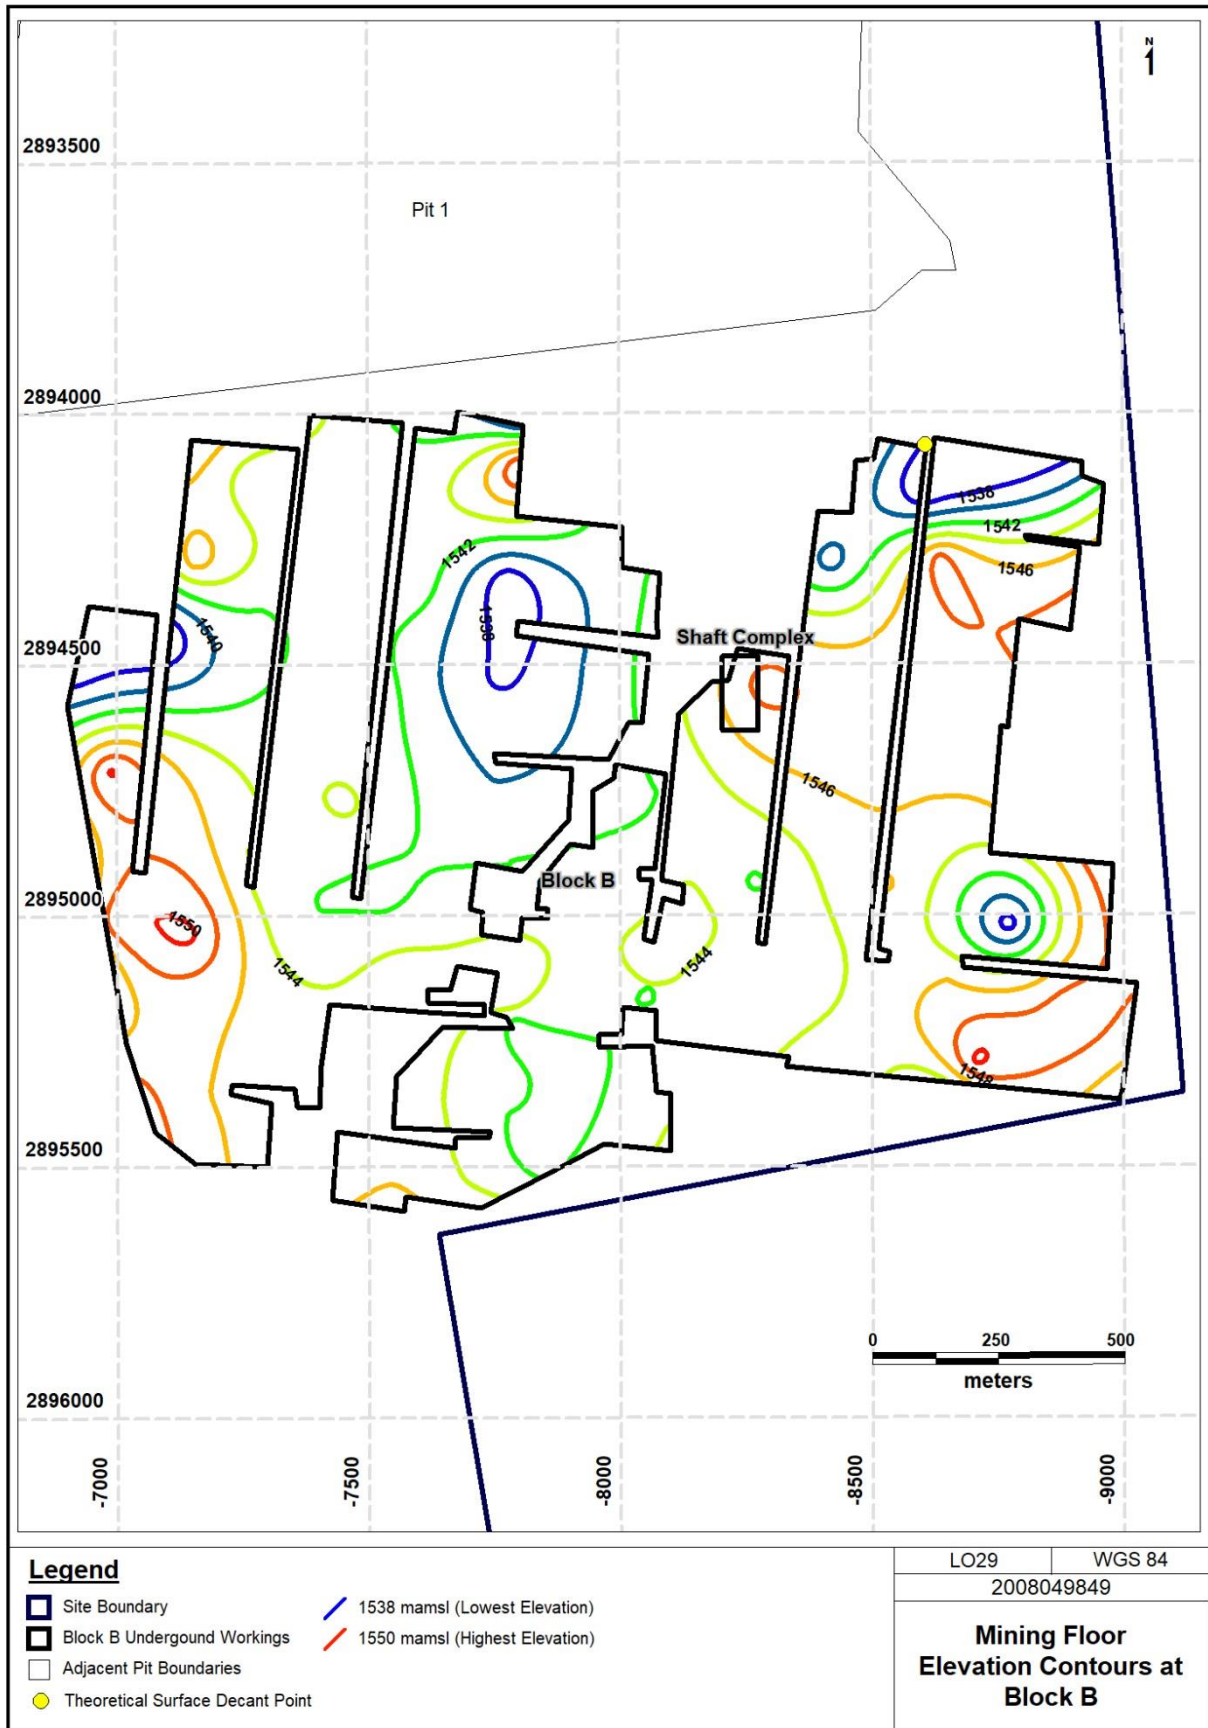 N
2893500
Pit 1
2894000
1538
1542
1542
1546
1540
1538
2894500
Shaft Complex
1546
Block B
2895000
1550
1544
1544
1548
2895500
0 250 500
meters
2896000
-7000
-7500
-8000
-8500
-9000
Legend
Site Boundary
Block B Undergound Workings
Adjacent Pit Boundaries
Theoretical Surface Decant Point
1538 mamsl (Lowest Elevation)
1550 mamsl (Highest Elevation)
LO29 WGS 84
2008049849
Mining Floor
Elevation Contours at
Block B